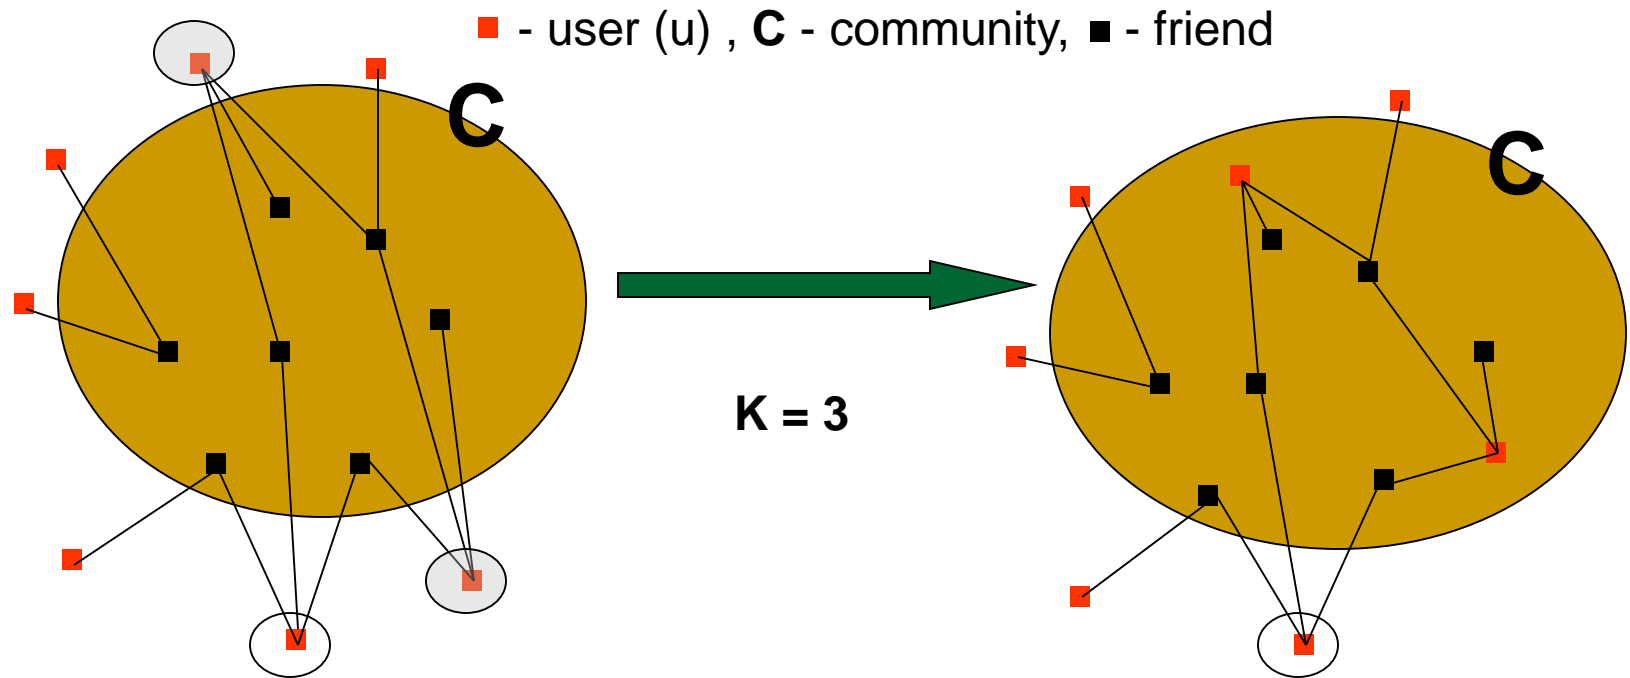 - user (u) , C - community, - friend
C
C
K = 3